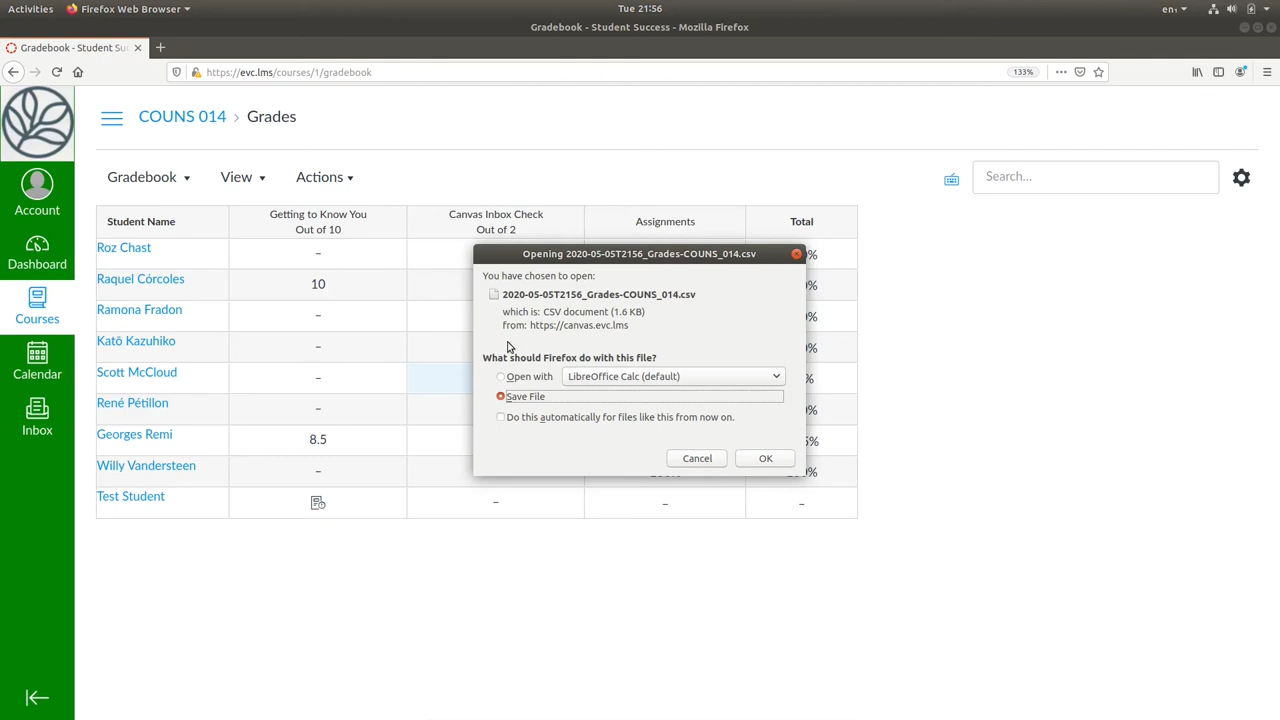 Activities Firefox Web Browser Tue 21:56 en₁
Gradebook - Student Success - Mozilla Firefox
Gradebook - Student Su
https://evc.lms/courses/1/gradebook 133%
COUNS 014 › Grades
Gradebook View Actions Search...
Account
Dashboard
Courses
Calendar
Inbox
Student Name Getting to Know You Canvas Inbox Check Assignments Total
Out of 10 Out of 2
Roz Chast –
Raquel Córcoles 10
Ramona Fradon –
Katō Kazuhiko –
Scott McCloud –
René Pétillon –
Georges Remi 8.5
Willy Vandersteen –
Test Student – – –
Opening 2020-05-05T2156_Grades-COUNS_014.csv
You have chosen to open:
2020-05-05T2156_Grades-COUNS_014.csv
which is: CSV document (1.6 KB)
from: https://canvas.evc.lms
What should Firefox do with this file?
Open with LibreOffice Calc (default)
Save File
Do this automatically for files like this from now on.
Cancel OK